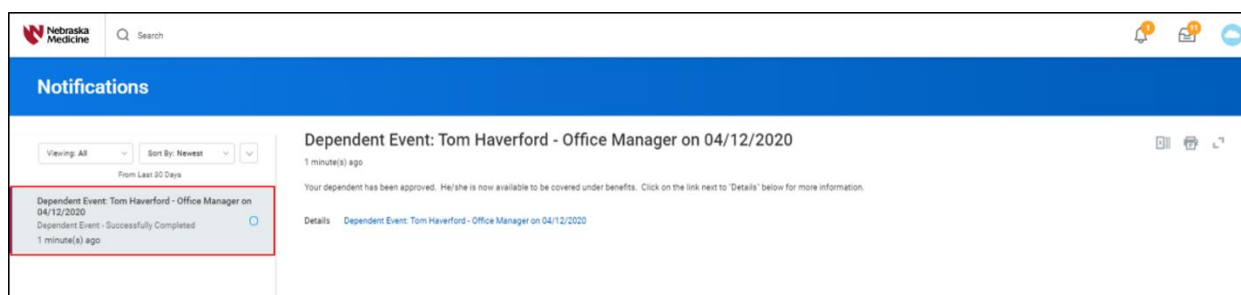 Nebraska
Medicine
Search
1
11
Notifications
Viewing: All
Sort By: Newest
From Last 30 Days
Dependent Event: Tom Haverford - Office Manager on
04/12/2020
Dependent Event - Successfully Completed
1 minute(s) ago
Dependent Event: Tom Haverford - Office Manager on 04/12/2020
1 minute(s) ago
Your dependent has been approved. He/she is now available to be covered under benefits. Click on the link next to 'Details' below for more information.
Details Dependent Event: Tom Haverford - Office Manager on 04/12/2020